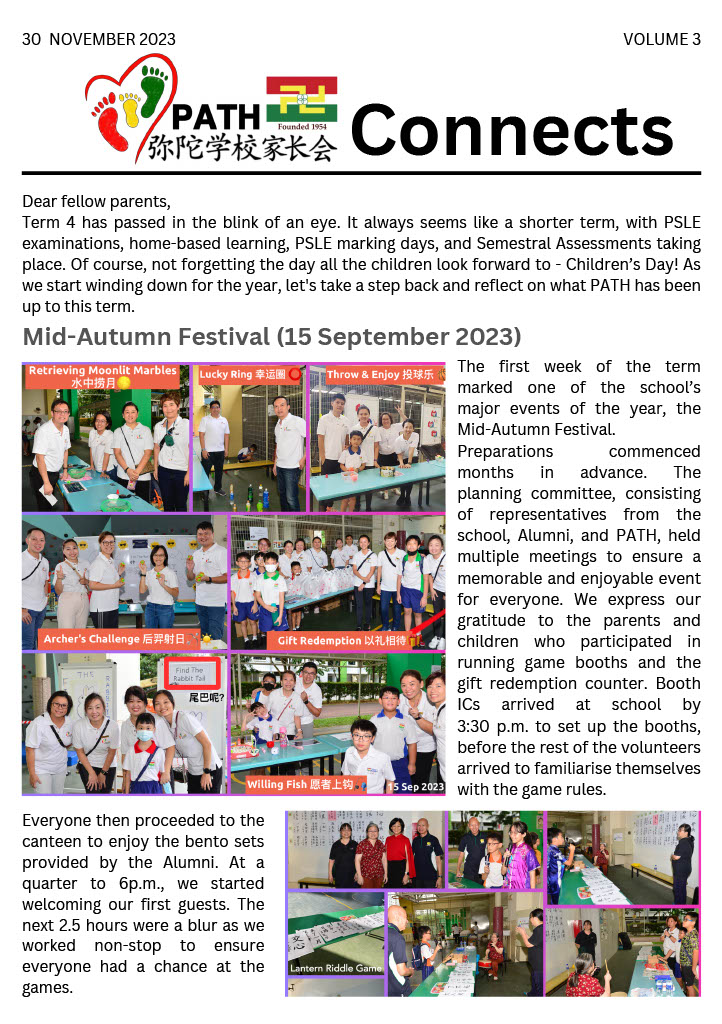 30 NOVEMBER 2023
VOLUME 3
PATH
Founded 1954
弥陀学校家长会
Connects
Dear fellow parents,
Term 4 has passed in the blink of an eye. It always seems like a shorter term, with PSLE
examinations, home-based learning, PSLE marking days, and Semestral Assessments taking
place. Of course, not forgetting the day all the children look forward to - Children’s Day! As
we start winding down for the year, let's take a step back and reflect on what PATH has been
up to this term.
Mid-Autumn Festival (15 September 2023)
Retrieving Moonlit Marbles
水中捞月
Lucky Ring 幸运圈
Throw & Enjoy 投球乐
Archer's Challenge 后羿射日
Gift Redemption 以礼相待
Find The
Rabbit Tail
尾巴呢?
Willing Fish 愿者上钩
15 Sep 2023
The first week of the term
marked one of the school’s
major events of the year, the
Mid-Autumn Festival.
Preparations commenced
months in advance. The
planning committee, consisting
of representatives from the
school, Alumni, and PATH, held
multiple meetings to ensure a
memorable and enjoyable event
for everyone. We express our
gratitude to the parents and
children who participated in
running game booths and the
gift redemption counter. Booth
ICs arrived at school by
3:30 p.m. to set up the booths,
before the rest of the volunteers
arrived to familiarise themselves
with the game rules.
Everyone then proceeded to the
canteen to enjoy the bento sets
provided by the Alumni. At a
quarter to 6p.m., we started
welcoming our first guests. The
next 2.5 hours were a blur as we
worked non-stop to ensure
everyone had a chance at the
games.
Lantern Riddle Game